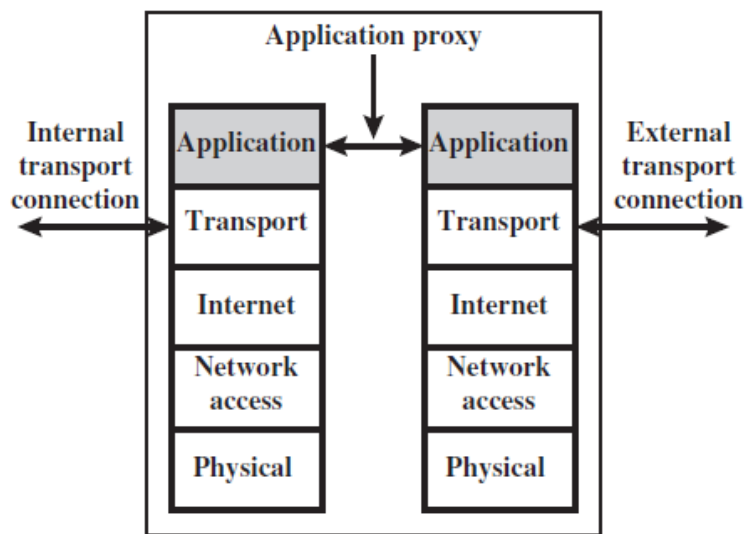 Application proxy
Internal
transport
connection
Application
Application
External
transport
connection
Transport
Transport
Internet
Internet
Network
access
Network
access
Physical
Physical